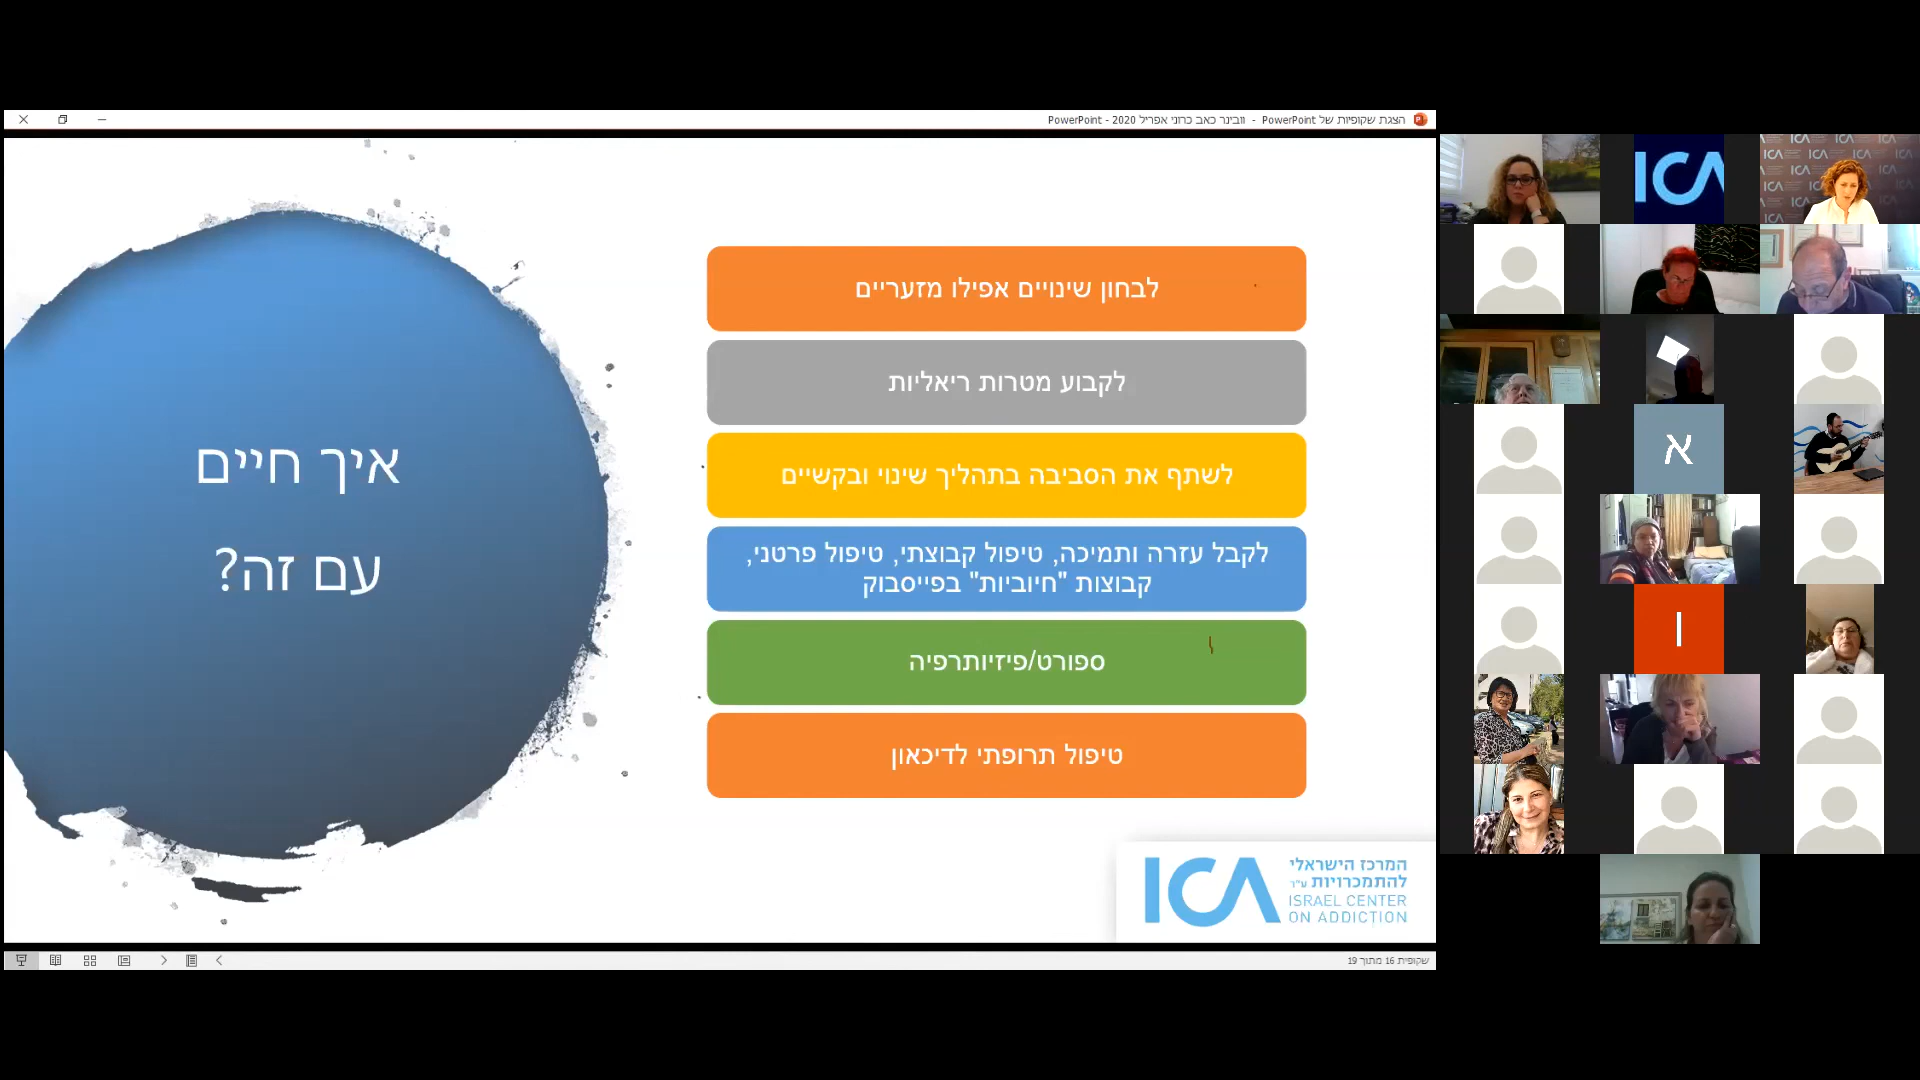 הצגת שקופיות של PowerPoint - וובינר כאב כרוני אפריל 2020 - PowerPoint
איך חיים
עם זה?
לבחון שינויים אפילו מזעריים
לקבוע מטרות ריאליות
לשתף את הסביבה בתהליך שינוי ובקשיים
לקבל עזרה ותמיכה, טיפול קבוצתי, טיפול פרטני,
קבוצות "חיוביות" בפייסבוק
ספורט/פיזיותרפיה
טיפול תרופתי לדיכאון
ICA
המרכז הישראלי
להתמכרויות ע"ר
ISRAEL CENTER
ON ADDICTION
שקופית 16 מתוך 19
ICA
א
ו